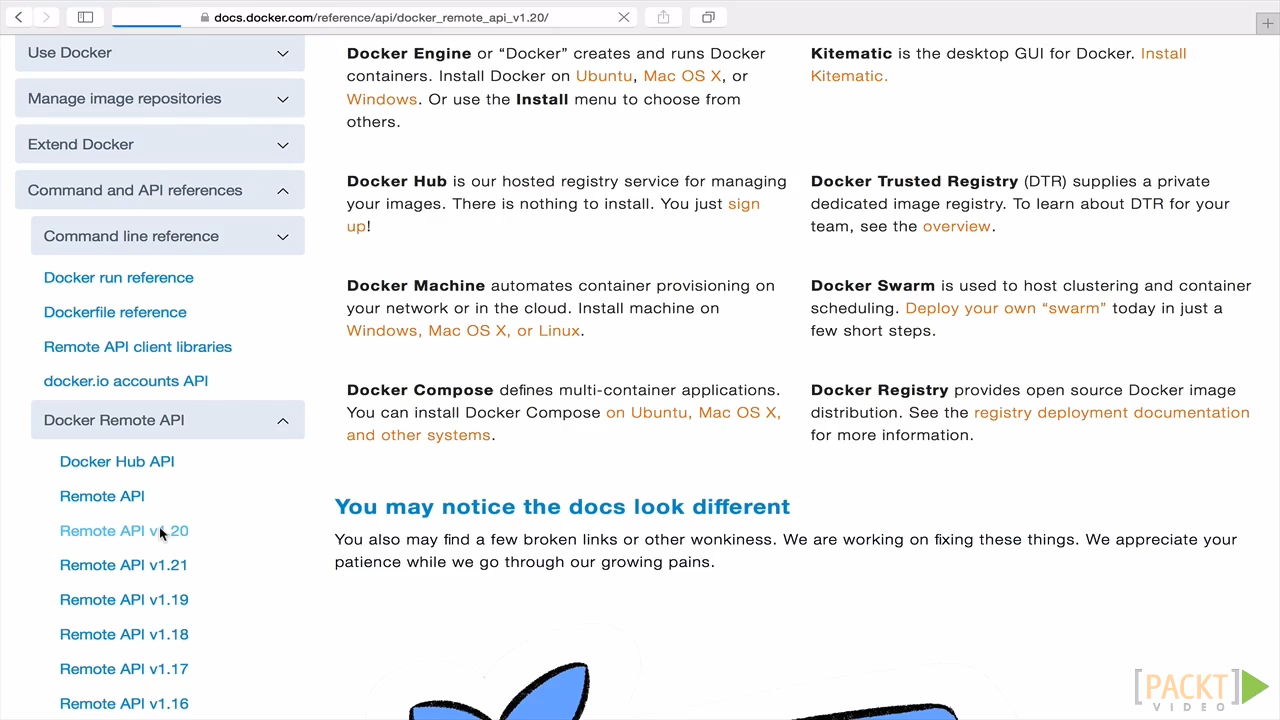 docs.docker.com/reference/api/docker_remote_api_v1.20/
Use Docker
Manage image repositories
Extend Docker
Command and API references
Command line reference
Docker run reference
Dockerfile reference
Remote API client libraries
docker.io accounts API
Docker Remote API
Docker Hub API
Remote API
Remote API v1.20
Remote API v1.21
Remote API v1.19
Remote API v1.18
Remote API v1.17
Remote API v1.16
Docker Engine or “Docker” creates and runs Docker
containers. Install Docker on Ubuntu, Mac OS X, or
Windows. Or use the Install menu to choose from
others.
Kitematic is the desktop GUI for Docker. Install
Kitematic.
Docker Hub is our hosted registry service for managing
your images. There is nothing to install. You just sign
up!
Docker Trusted Registry (DTR) supplies a private
dedicated image registry. To learn about DTR for your
team, see the overview.
Docker Machine automates container provisioning on
your network or in the cloud. Install machine on
Windows, Mac OS X, or Linux.
Docker Swarm is used to host clustering and container
scheduling. Deploy your own “swarm” today in just a
few short steps.
Docker Compose defines multi-container applications.
You can install Docker Compose on Ubuntu, Mac OS X,
and other systems.
Docker Registry provides open source Docker image
distribution. See the registry deployment documentation
for more information.
You may notice the docs look different
You also may find a few broken links or other wonkiness. We are working on fixing these things. We appreciate your
patience while we go through our growing pains.
[PACKT]
VIDEO